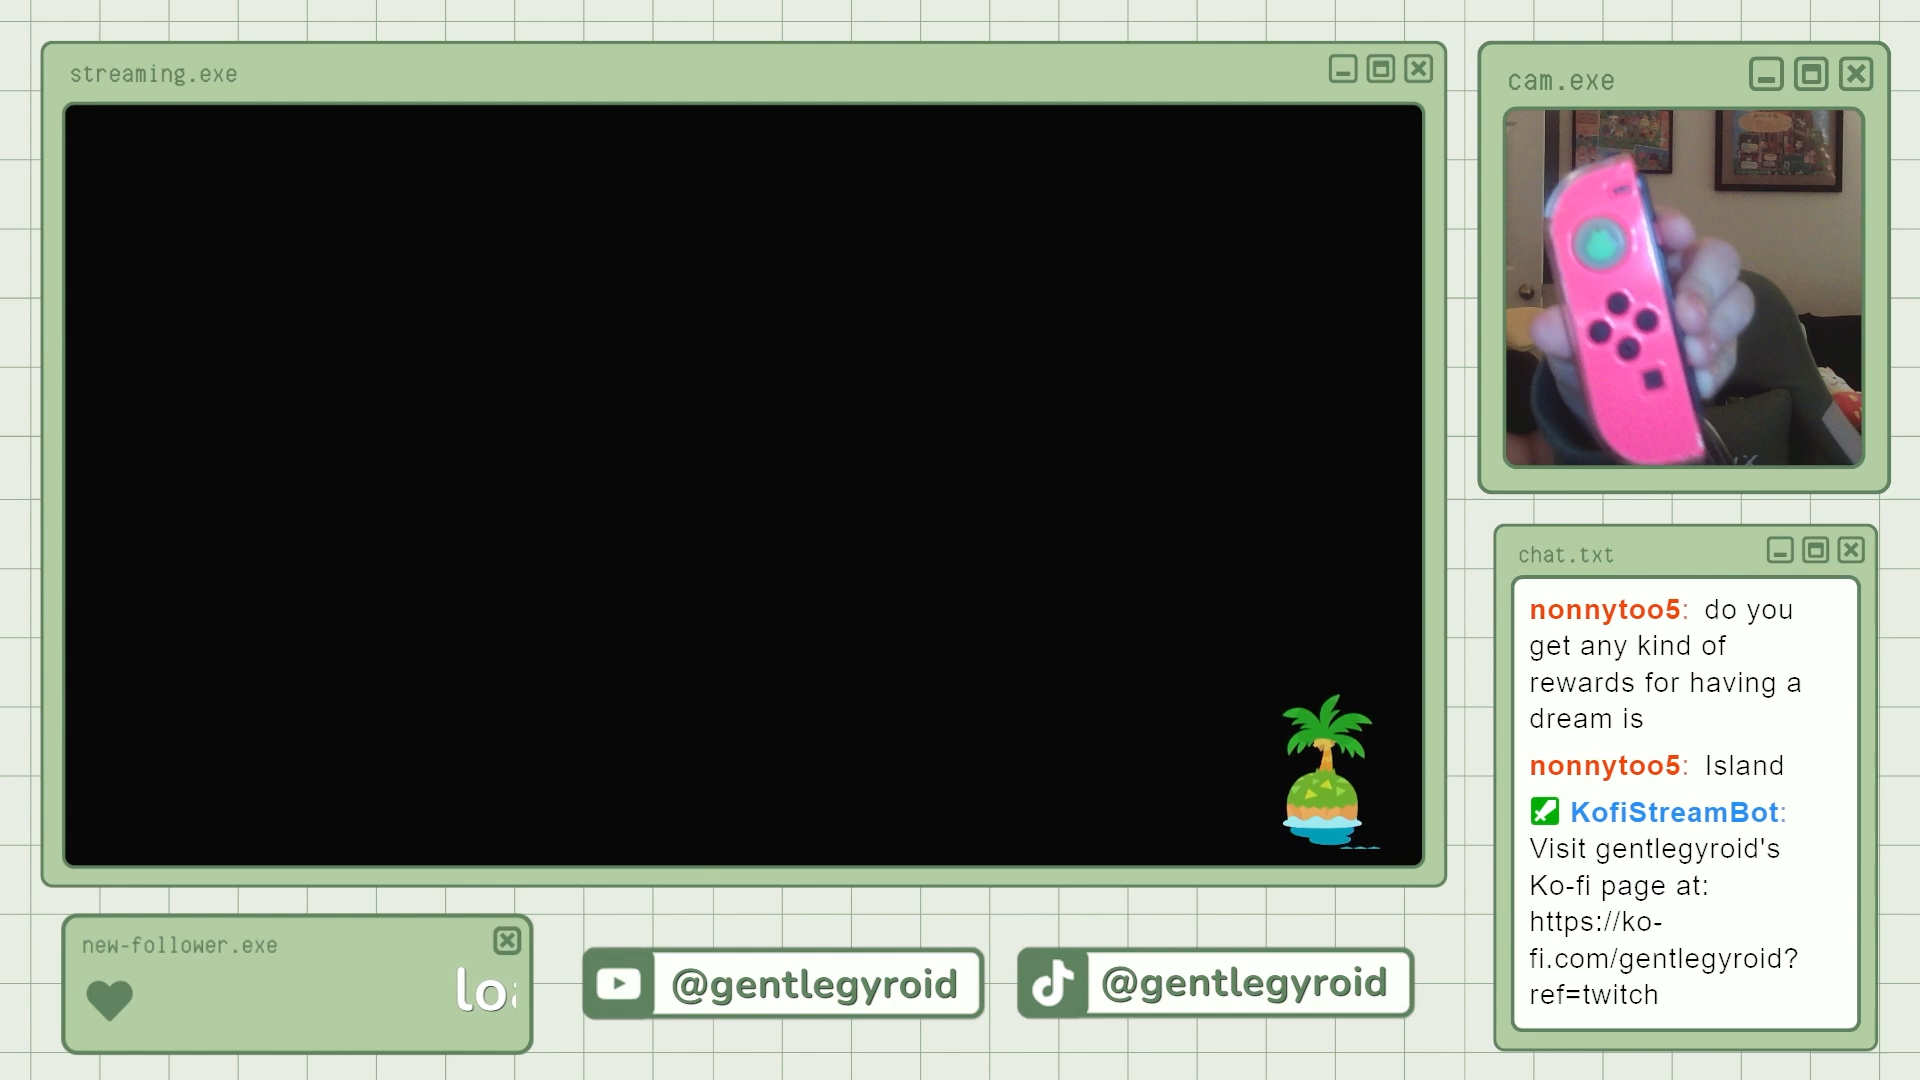 streaming.exe
cam.exe
chat.txt
nonnytoo5: do you
get any kind of
rewards for having a
dream is
nonnytoo5: Island
KofiStreamBot:
Visit gentlegyroid's
Ko-fi page at:
https://ko-
fi.com/gentlegyroid?
ref=twitch
new-follower.exe
@gentlegyroid
@gentlegyroid